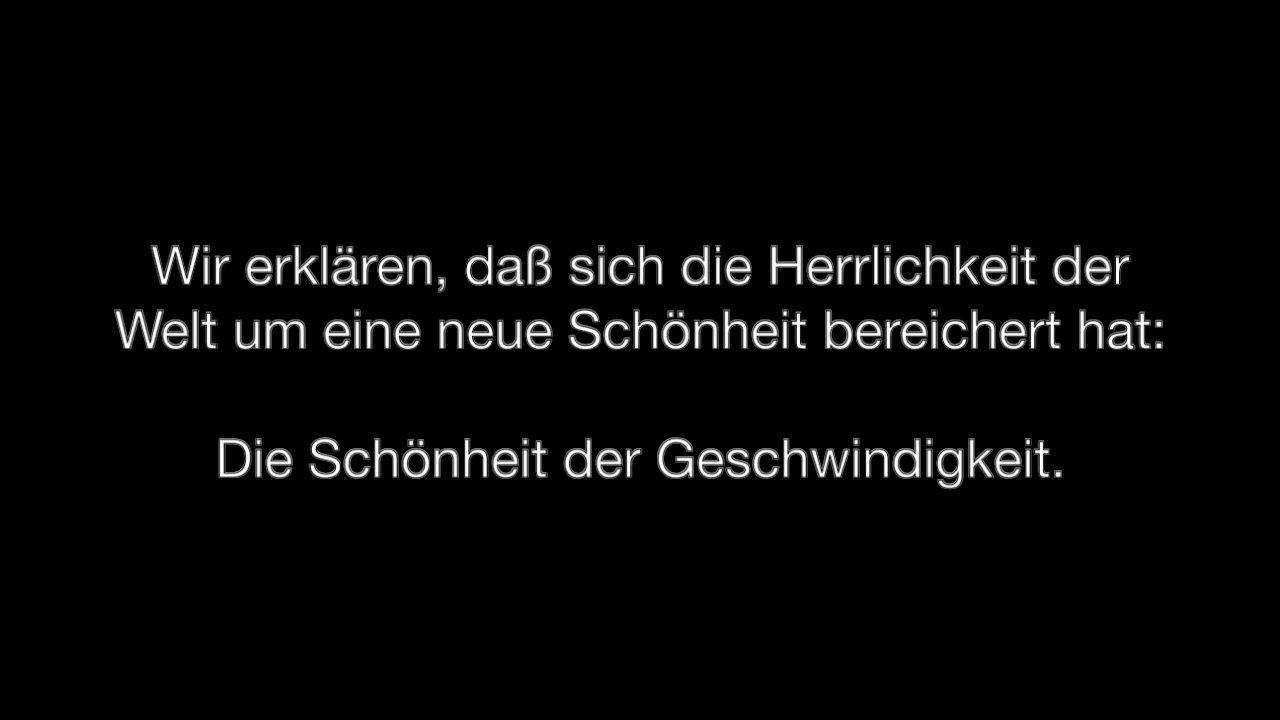 Wir erklären, daß sich die Herrlichkeit der
Welt um eine neue Schönheit bereichert hat:
Die Schönheit der Geschwindigkeit.